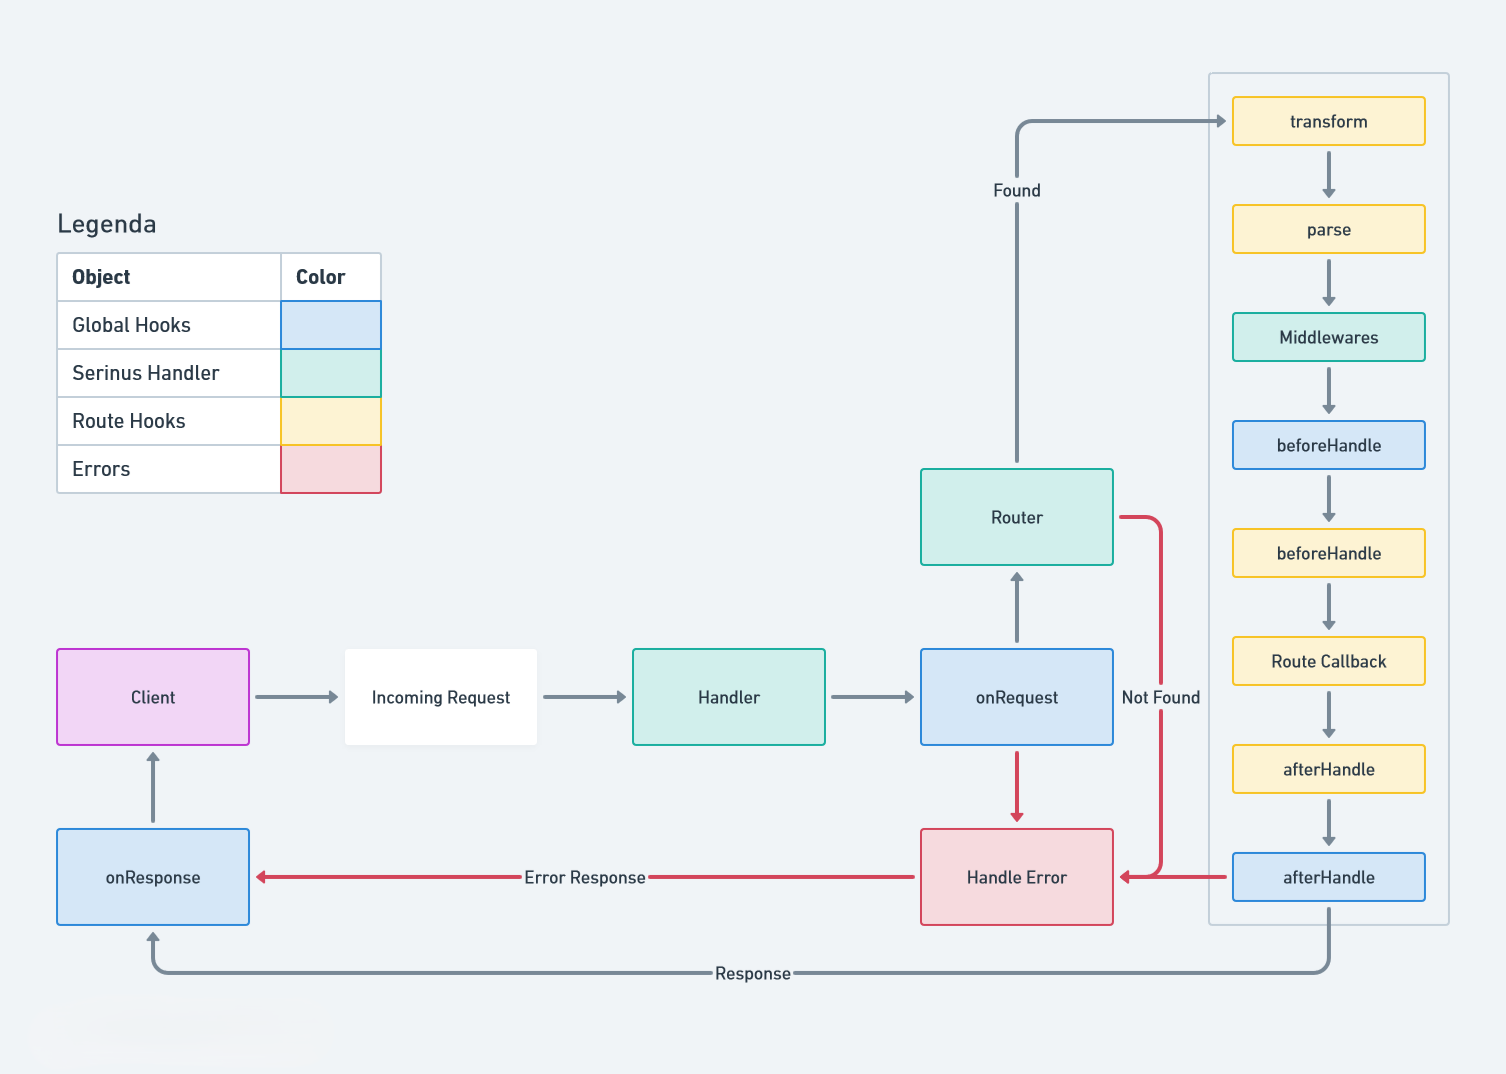 transform
Found
parse
Legenda
Object Color
Global Hooks
Serinus Handler
Route Hooks
Errors
Middlewares
beforeHandle
Router
beforeHandle
Client
Incoming Request
Handler
onRequest
Not Found
Route Callback
afterHandle
onResponse
Error Response
Handle Error
afterHandle
Response